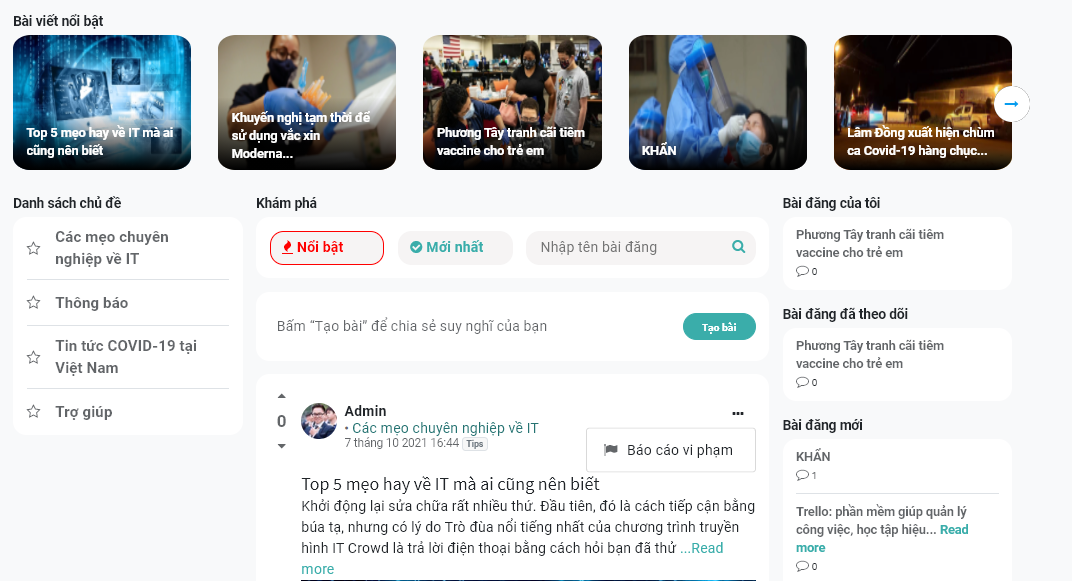 Bài viết nổi bật
Top 5 mẹo hay về IT mà ai
cũng nên biết
Khuyến nghị tạm thời để
sử dụng vắc xin
Moderna...
Phương Tây tranh cãi tiêm
vaccine cho trẻ em
KHẨN
Lâm Đồng xuất hiện chùm
ca Covid-19 hàng chục...
Danh sách chủ đề
Các mẹo chuyên
nghiệp về IT
Thông báo
Tin tức COVID-19 tại
Việt Nam
Trợ giúp
Khám phá
Nổi bật
Mới nhất
Nhập tên bài đăng
Bấm “Tạo bài” để chia sẻ suy nghĩ của bạn
Tạo bài
0
Admin
• Các mẹo chuyên nghiệp về IT
7 tháng 10 2021 16:44 Tips
Báo cáo vi phạm
Top 5 mẹo hay về IT mà ai cũng nên biết
Khởi động lại sửa chữa rất nhiều thứ. Đầu tiên, đó là cách tiếp cận bằng
búa tạ, nhưng có lý do Trò đùa nổi tiếng nhất của chương trình truyền
hình IT Crowd là trả lời điện thoại bằng cách hỏi bạn đã thử ...Read
more
Bài đăng của tôi
Phương Tây tranh cãi tiêm
vaccine cho trẻ em
0
Bài đăng đã theo dõi
Phương Tây tranh cãi tiêm
vaccine cho trẻ em
0
Bài đăng mới
KHẨN
1
Trello: phần mềm giúp quản lý
công việc, học tập hiệu... Read
more
0